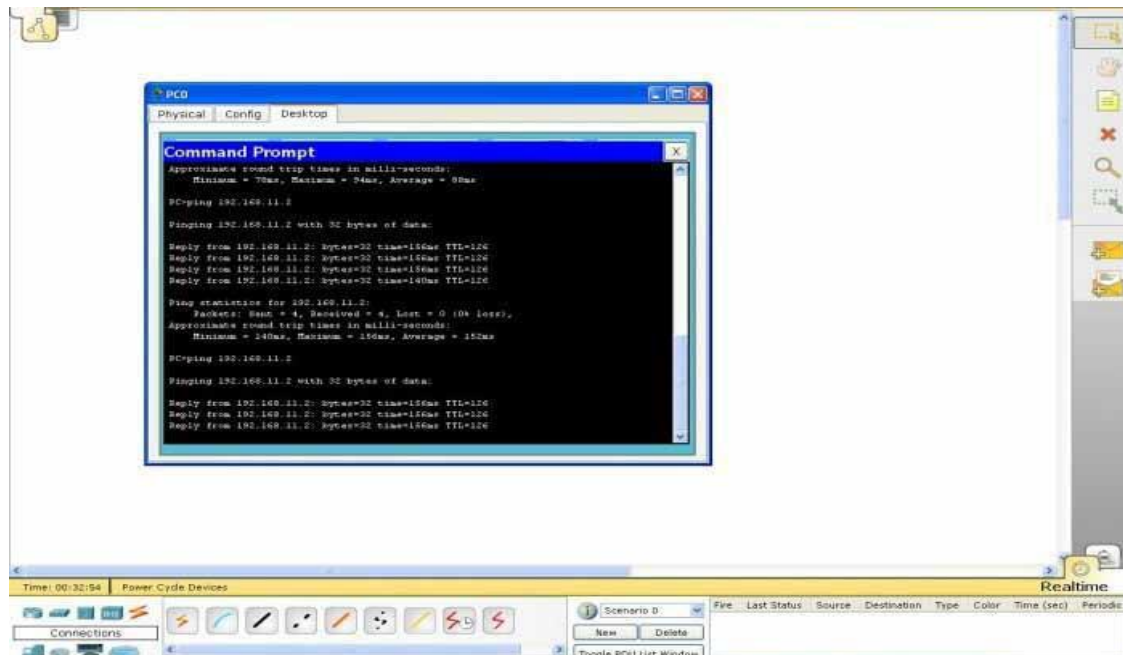 PC0
Physical Config Desktop
Command Prompt
X
Approximate round trip times in milli-seconds:
Minimum = 78ms, Maximum = 94ms, Average = 88ms
PC>ping 192.168.11.2
Pinging 192.168.11.2 with 32 bytes of data:
Reply from 192.168.11.2: bytes=32 time=156ms TTL=126
Reply from 192.168.11.2: bytes=32 time=156ms TTL=126
Reply from 192.168.11.2: bytes=32 time=156ms TTL=126
Reply from 192.168.11.2: bytes=32 time=140ms TTL=126
Ping statistics for 192.168.11.2:
Packets: Sent = 4, Received = 4, Lost = 0 (0% loss),
Approximate round trip times in milli-seconds:
Minimum = 140ms, Maximum = 156ms, Average = 152ms
PC>ping 192.168.11.2
Pinging 192.168.11.2 with 32 bytes of data:
Reply from 192.168.11.2: bytes=32 time=156ms TTL=126
Reply from 192.168.11.2: bytes=32 time=156ms TTL=126
Reply from 192.168.11.2: bytes=32 time=156ms TTL=126
Time: 00:32:54 Power Cycle Devices
Realtime
Connections
Scenario 0
New Delete
Toggle PDU List Window
Fire Last Status Source Destination Type Color Time (sec) Periodic